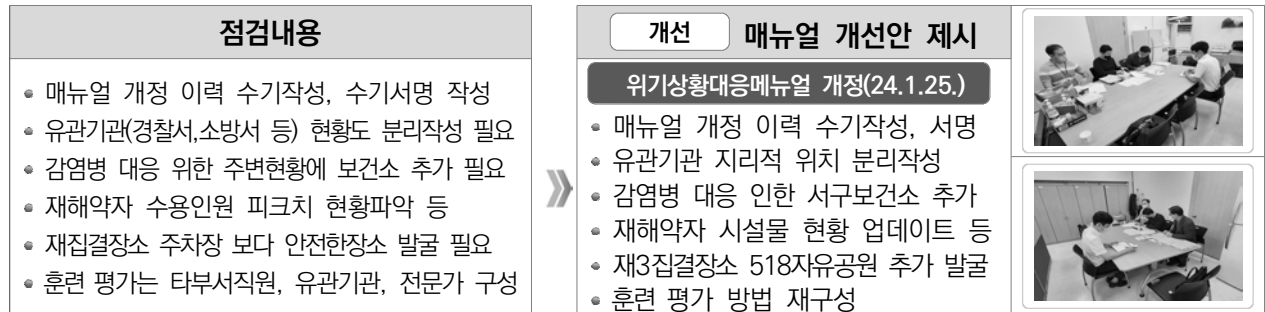 점검내용
매뉴얼 개정 이력 수기작성, 수기서명 작성
유관기관(경찰서,소방서 등) 현황도 분리작성 필요
감염병 대응 위한 주변현황에 보건소 추가 필요
재해약자 수용인원 피크치 현황파악 등
재집결장소 주차장 보다 안전한장소 발굴 필요
훈련 평가는 타부서직원, 유관기관, 전문가 구성
개선 매뉴얼 개선안 제시
위기상황대응메뉴얼 개정(24.1.25.)
매뉴얼 개정 이력 수기작성, 서명
유관기관 지리적 위치 분리작성
감염병 대응 인한 서구보건소 추가
재해약자 시설물 현황 업데이트 등
재3집결장소 518자유공원 추가 발굴
훈련 평가 방법 재구성